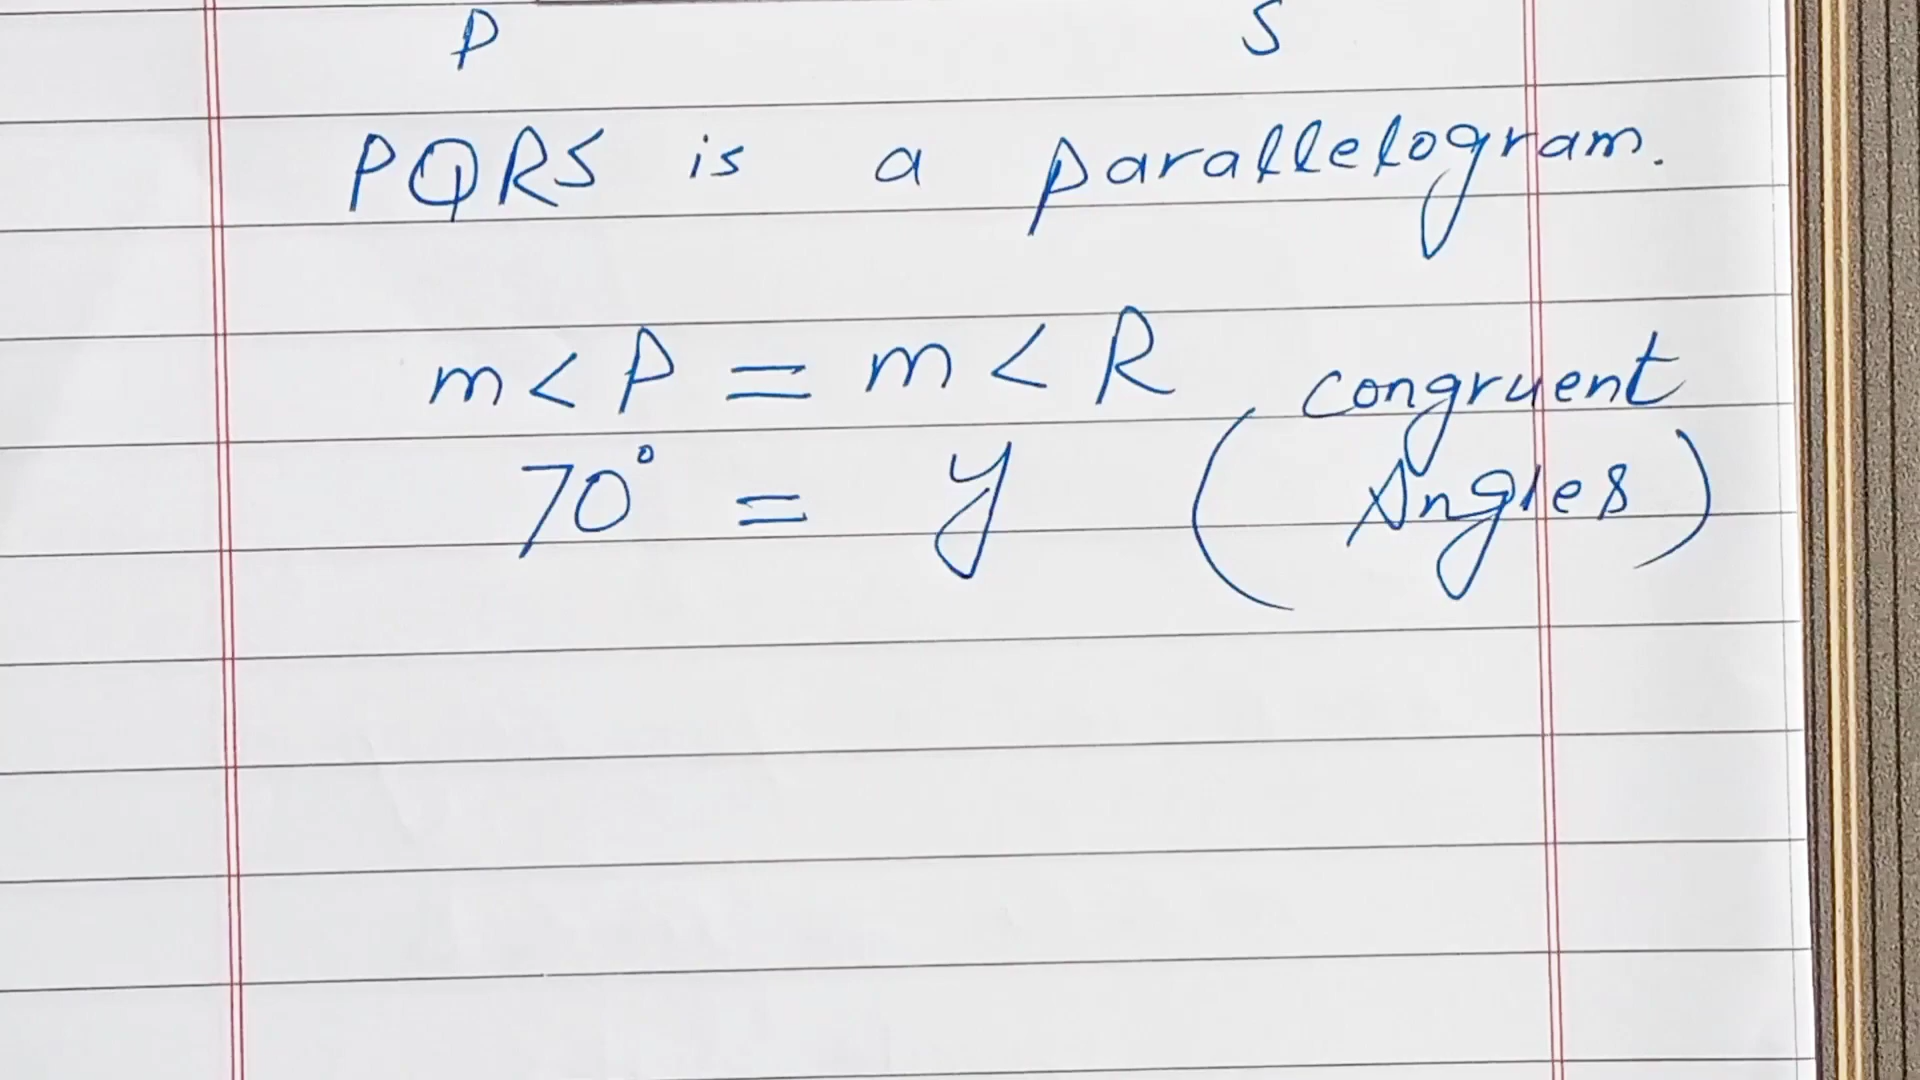 P S
PQRS is a parallelogram.
m<P = m<R
70° = y (congruent
Angles)